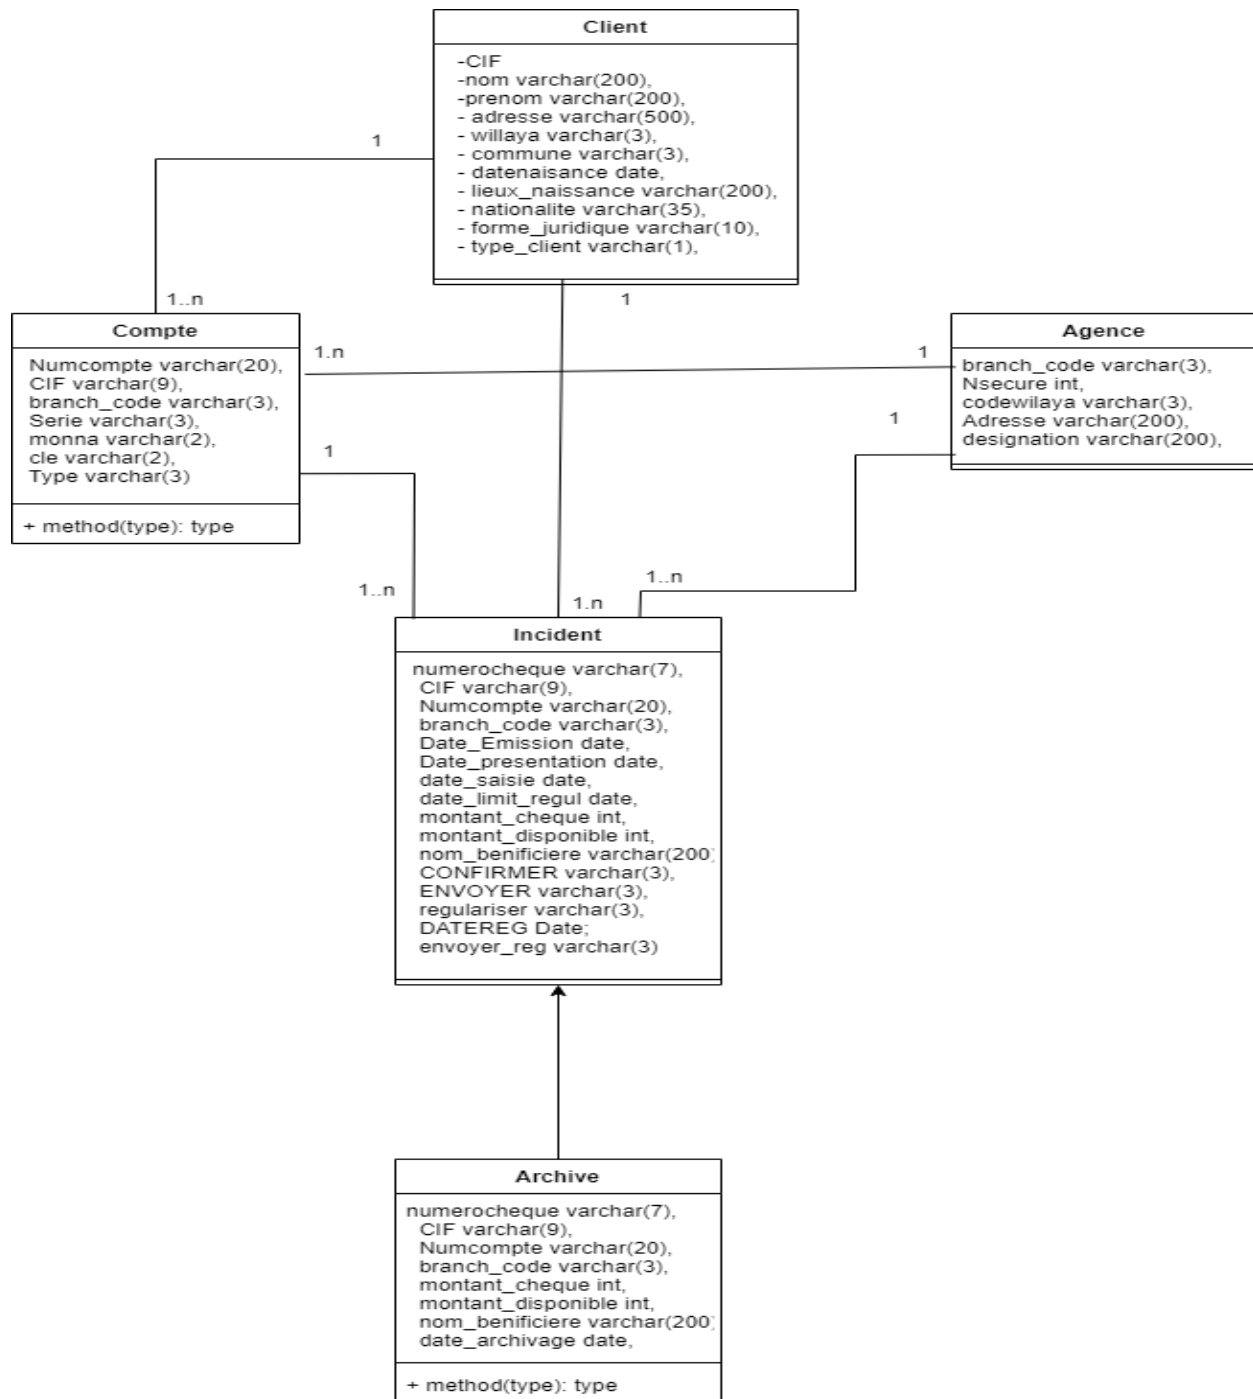 Client
-CIF
-nom varchar(200),
-prenom varchar(200),
- adresse varchar(500),
- willaya varchar(3),
- commune varchar(3),
- datenaisance date,
- lieux_naissance varchar(200),
- nationalite varchar(35),
- forme_juridique varchar(10),
- type_client varchar(1),
1
1..n
1
Compte
Numcompte varchar(20),
CIF varchar(9),
branch_code varchar(3),
Serie varchar(3),
monna varchar(2),
cle varchar(2),
Type varchar(3)
+ method(type): type
1.n
1
Agence
branch_code varchar(3),
Nsecure int,
codewilaya varchar(3),
Adresse varchar(200),
designation varchar(200),
1
1
1..n
1.n
1..n
Incident
numerocheque varchar(7),
CIF varchar(9),
Numcompte varchar(20),
branch_code varchar(3),
Date_Emission date,
Date_presentation date,
date_saisie date,
date_limit_regul date,
montant_cheque int,
montant_disponible int,
nom_benificiere varchar(200)
CONFIRMER varchar(3),
ENVOYER varchar(3),
regulariser varchar(3),
DATEREG Date;
envoyer_reg varchar(3)
Archive
numerocheque varchar(7),
CIF varchar(9),
Numcompte varchar(20),
branch_code varchar(3),
montant_cheque int,
montant_disponible int,
nom_benificiere varchar(200)
date_archivage date,
+ method(type): type